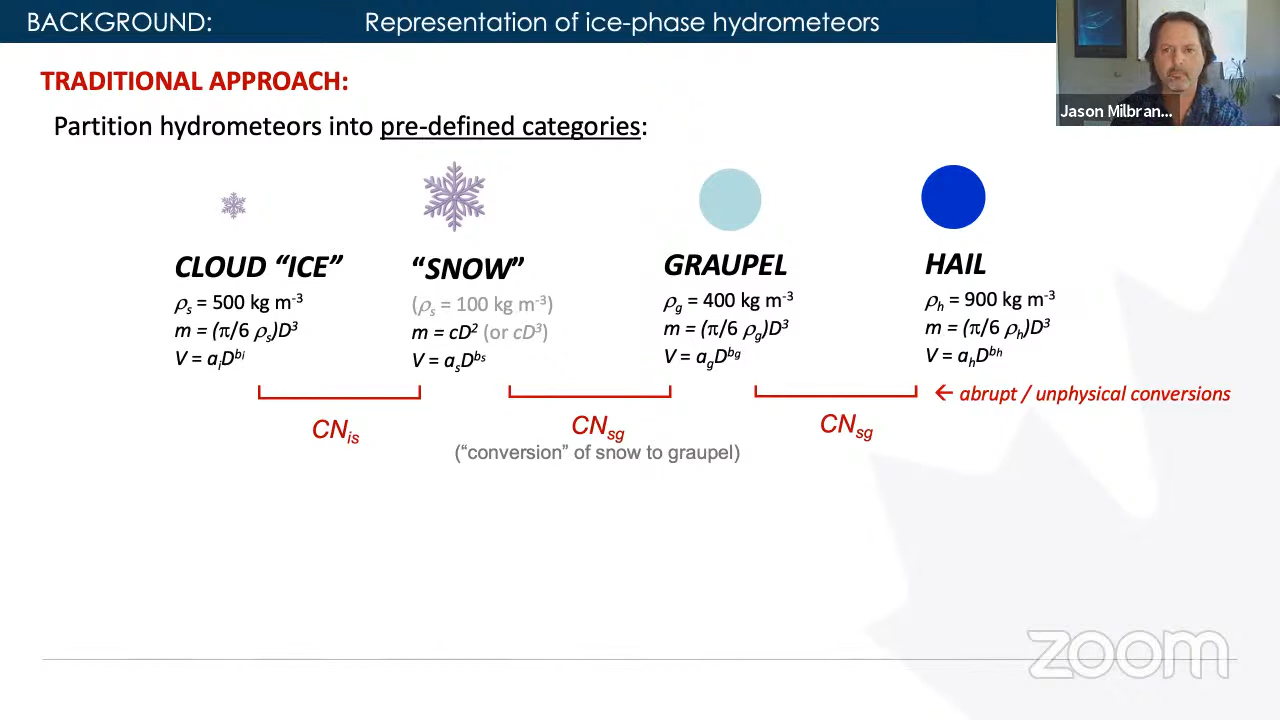 BACKGROUND: Representation of ice-phase hydrometeors
Jason Milbran...
TRADITIONAL APPROACH:
Partition hydrometeors into pre-defined categories:
CLOUD “ICE” “SNOW” GRAUPEL HAIL
ρs = 500 kg m-3 (ρs = 100 kg m-3) ρg = 400 kg m-3 ρh = 900 kg m-3
m = (π/6 ρs)D3 m = cD2 (or cD3) m = (π/6 ρg)D3 m = (π/6 ρh)D3
V = aiDbi V = asDbs V = agDbg V = ahDbh
← abrupt / unphysical conversions
CNis CNsg CNsg
(“conversion” of snow to graupel)
zoom